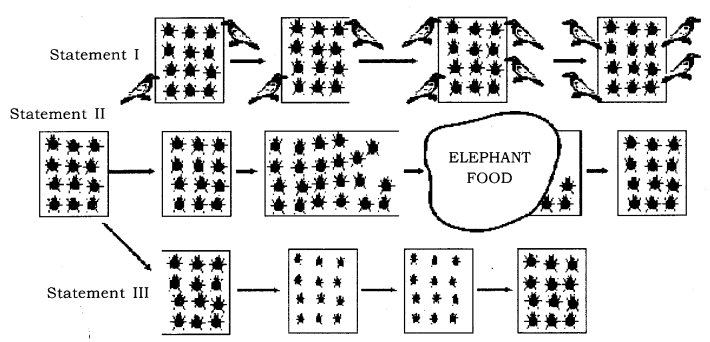 Statement I
Statement II
ELEPHANT
FOOD
Statement III